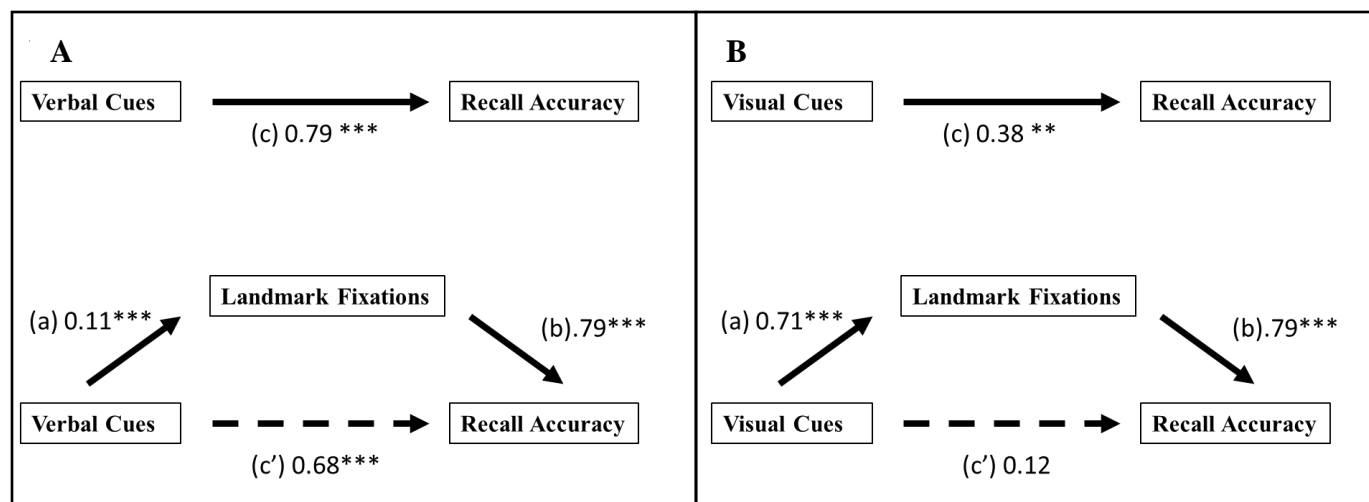 A
Verbal Cues
Recall Accuracy
(c) 0.79 ***
Landmark Fixations
(a) 0.11***
(b).79***
Verbal Cues
Recall Accuracy
(c’) 0.68***
B
Visual Cues
Recall Accuracy
(c) 0.38 **
Landmark Fixations
(a) 0.71***
(b).79***
Visual Cues
Recall Accuracy
(c’) 0.12